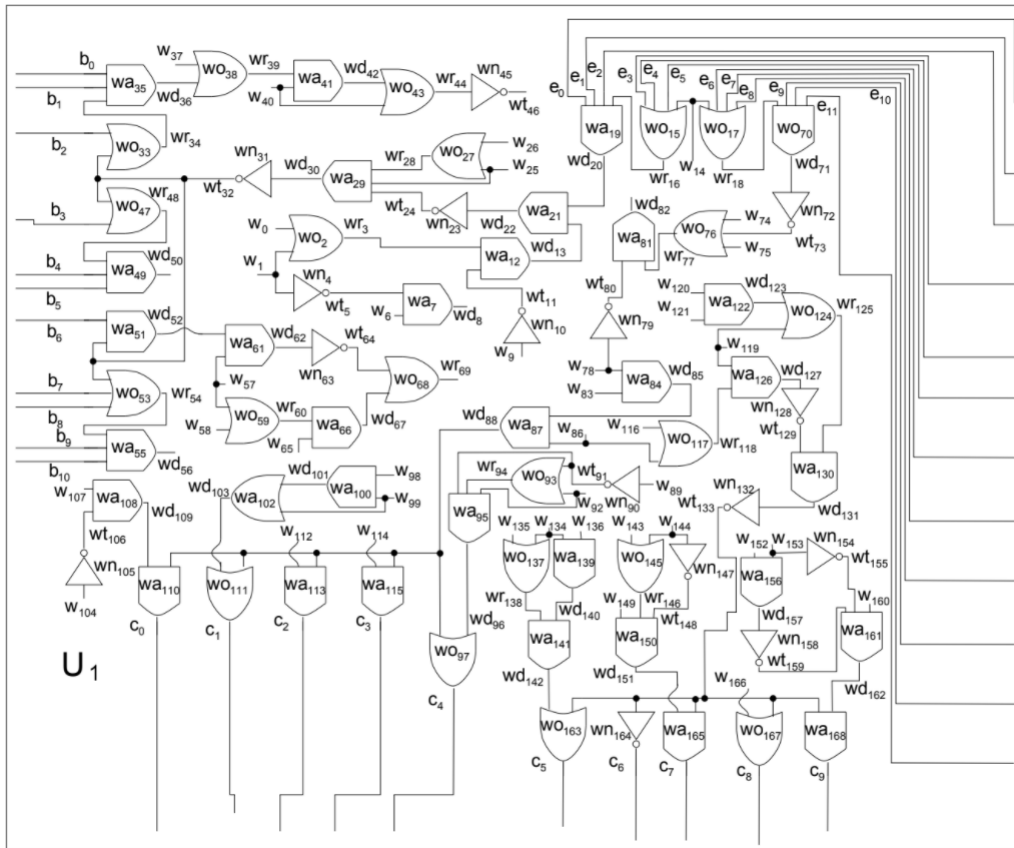 b₀ w₃₇ wo₃₈ wr₃₉ wa₄₁ wd₄₂ wo₄₃ wr₄₄ wn₄₅ wt₄₆
b₁ wa₃₅ wd₃₆ w₄₀
e₀ e₁ e₂ e₃ e₄ e₅ e₆ e₇ e₈ e₉ e₁₀ e₁₁
b₂ wo₃₃ wr₃₄ wn₃₁ wd₃₀ wa₂₉ wr₂₈ wo₂₇ w₂₆ w₂₅ wa₁₉ wd₂₀ wo₁₅ wr₁₆ w₁₄ wo₁₇ wr₁₈ wo₇₀ wd₇₁
b₃ wo₄₇ wr₄₈ wt₃₂ wt₂₄ wn₂₃ wd₂₂ wa₂₁ wd₈₂ wa₈₁ wo₇₆ w₇₄ w₇₅ wr₇₇ wn₇₂ wt₇₃
w₀ wo₂ wr₃ wa₁₂ wd₁₃
b₄ wa₄₉ wd₅₀ w₁ wn₄ wt₅ wa₇ w₆ wd₈ wt₁₁ wn₁₀ w₉ wt₈₀ wn₇₉ w₁₂₀ w₁₂₁ wa₁₂₂ wd₁₂₃ wo₁₂₄ wr₁₂₅
b₅
b₆ wa₅₁ wd₅₂ wa₆₁ wd₆₂ wn₆₃ wt₆₄ wo₆₈ wr₆₉ w₇₈ w₈₃ wa₈₄ wd₈₅ w₁₁₉ wa₁₂₆ wd₁₂₇ wn₁₂₈ wt₁₂₉
b₇ wo₅₃ wr₅₄ w₅₇ w₅₈ wo₅₉ wr₆₀ wa₆₆ w₆₅ wd₆₇ wd₈₈ wa₈₇ w₈₆ w₁₁₆ wo₁₁₇ wr₁₁₈
b₈
b₉ wa₅₅ wd₅₆ wd₁₀₁ wa₁₀₀ w₉₈ w₉₉ wr₉₄ wo₉₃ wt₉₁ w₉₂ wn₉₀ w₈₉ wa₁₃₀ wd₁₃₁ wn₁₃₂ wt₁₃₃
b₁₀
w₁₀₇ wa₁₀₈ wd₁₀₉ wd₁₀₃ wa₁₀₂ wa₉₅
wt₁₀₆ wn₁₀₅ w₁₀₄ w₁₁₂ w₁₁₄ w₁₃₅ w₁₃₄ w₁₃₆ w₁₄₃ w₁₄₄ w₁₅₂ w₁₅₃ wn₁₅₄ wt₁₅₅
wa₁₁₀ wo₁₁₁ wa₁₁₃ wa₁₁₅ wd₉₆ wo₁₃₇ wa₁₃₉ wo₁₄₅ wn₁₄₇ wa₁₅₆
c₀ c₁ c₂ c₃ wo₉₇ wr₁₃₈ wd₁₄₀ w₁₄₉ wr₁₄₆ wt₁₄₈ wd₁₅₇ w₁₆₀
U₁ c₄ wa₁₄₁ wd₁₄₂ wa₁₅₀ wd₁₅₁ wn₁₅₈ wt₁₅₉ wa₁₆₁ wd₁₆₂
w₁₆₆ wo₁₆₃ wn₁₆₄ wa₁₆₅ wo₁₆₇ wa₁₆₈
c₅ c₆ c₇ c₈ c₉